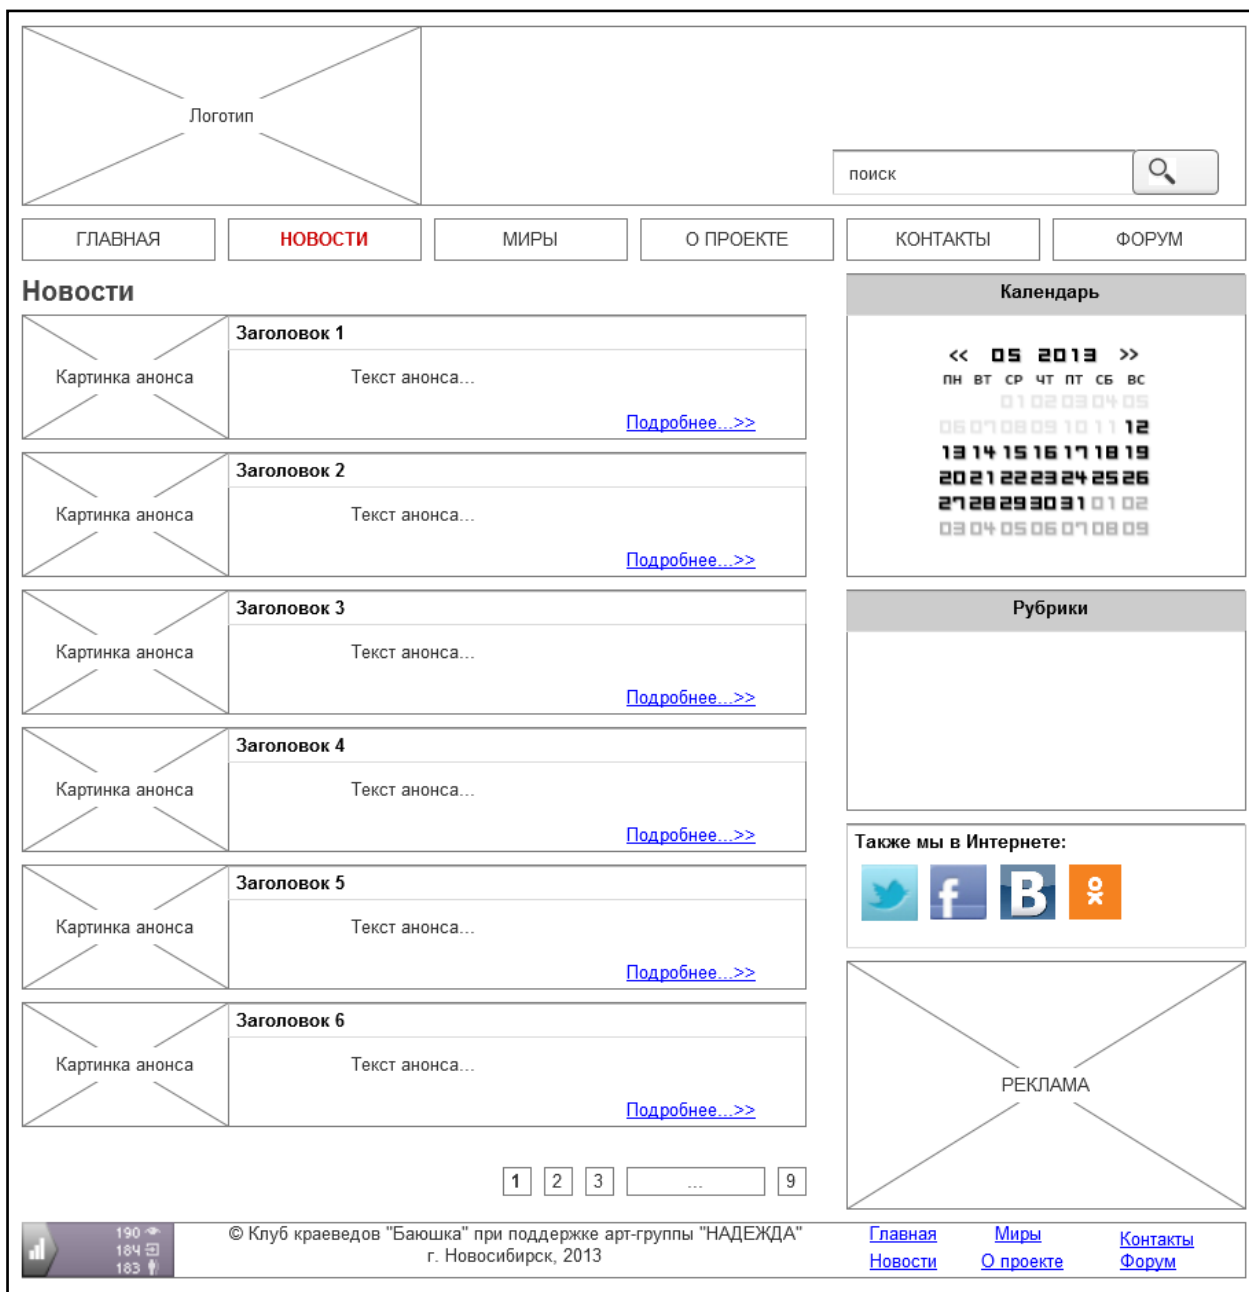 Логотип
поиск
ГЛАВНАЯ
НОВОСТИ
МИРЫ
О ПРОЕКТЕ
КОНТАКТЫ
ФОРУМ
Новости
Картинка анонса
Заголовок 1
Текст анонса...
Подробнее...>>
Картинка анонса
Заголовок 2
Текст анонса...
Подробнее...>>
Картинка анонса
Заголовок 3
Текст анонса...
Подробнее...>>
Картинка анонса
Заголовок 4
Текст анонса...
Подробнее...>>
Картинка анонса
Заголовок 5
Текст анонса...
Подробнее...>>
Картинка анонса
Заголовок 6
Текст анонса...
Подробнее...>>
1 2 3 ... 9
Календарь
<< 05 2013 >>
ПН ВТ СР ЧТ ПТ СБ ВС
01 02 03 04 05
06 07 08 09 10 11 12
13 14 15 16 17 18 19
20 21 22 23 24 25 26
27 28 29 30 31 01 02
03 04 05 06 07 08 09
Рубрики
Также мы в Интернете:
f
B
РЕКЛАМА
190
184
183
© Клуб краеведов "Баюшка" при поддержке арт-группы "НАДЕЖДА"
г. Новосибирск, 2013
Главная Миры Контакты
Новости О проекте Форум